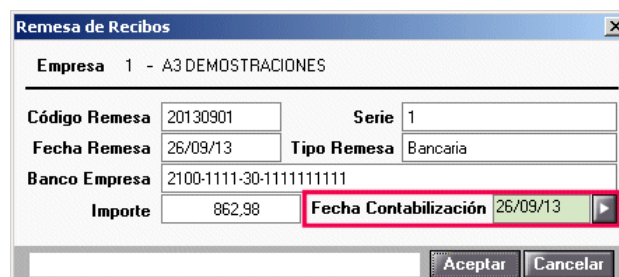 Remesa de Recibos
Empresa 1 - A3 DEMOSTRACIONES
Código Remesa 20130901 Serie 1
Fecha Remesa 26/09/13 Tipo Remesa Bancaria
Banco Empresa 2100-1111-30-1111111111
Importe 862,98 Fecha Contabilización 26/09/13
Aceptar Cancelar